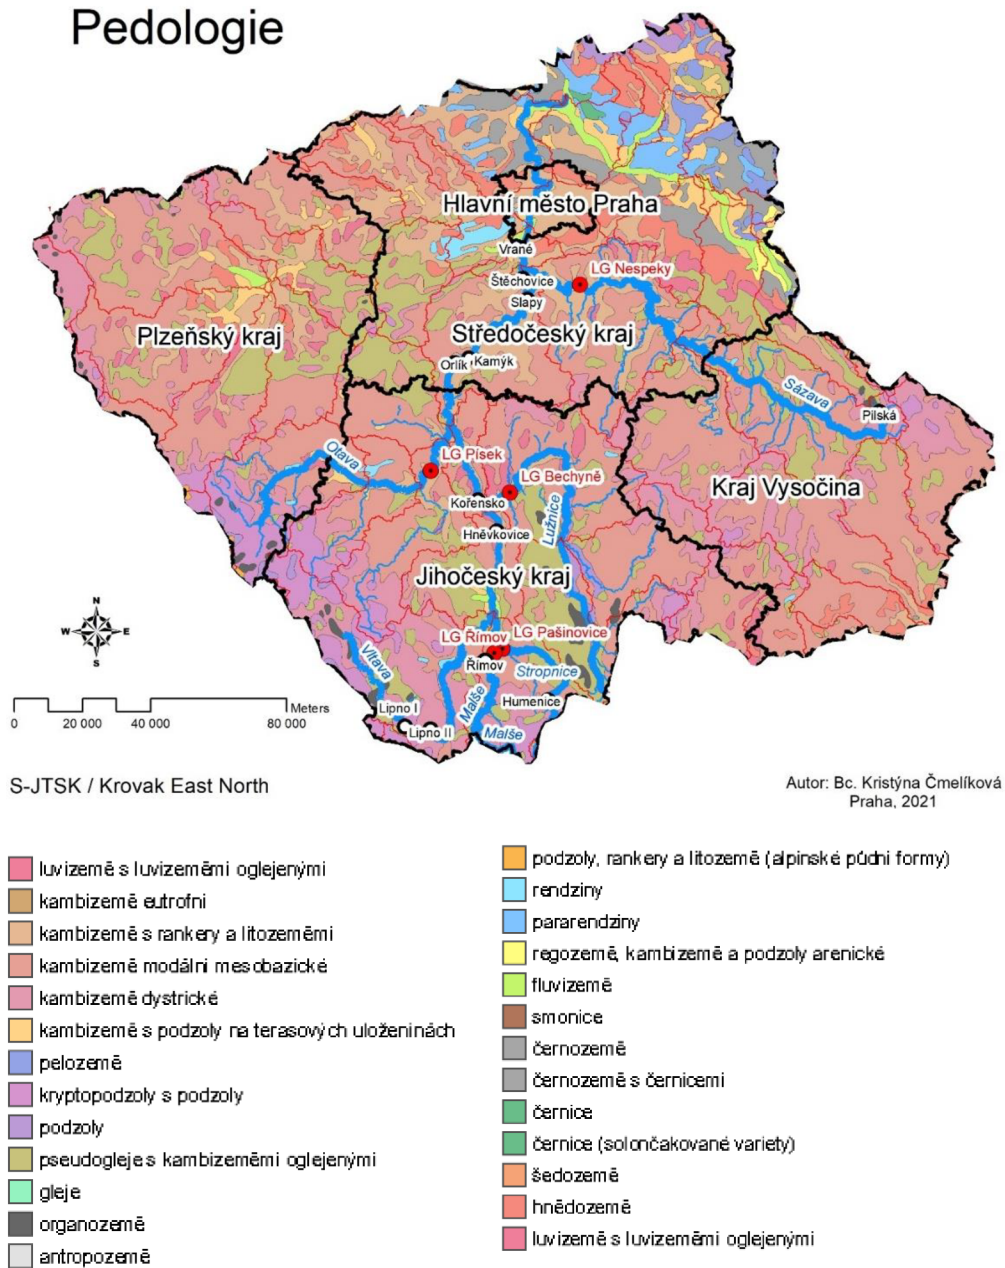 Pedologie
Hlavní město Praha
Vrané
LG Nespeky
Štěchovice
Slapy
Plzeňský kraj
Středočeský kraj
Orlík
Kamýk
Sázava
Pilská
Otava
LG Písek
LG Bechyně
Kraj Vysočina
Kořensko
Lužnice
Hněvkovice
Jihočeský kraj
LG Římov
LG Pašinovice
Vltava
Římov
Stropnice
Malše
Humenice
Lipno I
Lipno II
Malše
N
W
E
S
Meters
0
20 000
40 000
80 000
S-JTSK / Krovak East North
Autor: Bc. Kristýna Čmelíková
Praha, 2021
luvizemě s luvizeměmi oglejenými
kambizemě eutrofní
kambizemě s rankery a litozeměmi
kambizemě modální mesobazické
kambizemě dystrické
kambizemě s podzoly na terasových uloženinách
pelozemě
kryptopodzoly s podzoly
podzoly
pseudogleje s kambizeměmi oglejenými
gleje
organozemě
antropozemě
podzoly, rankery a litozemě (alpinské půdní formy)
rendziny
pararendziny
regozemě, kambizemě a podzoly arenické
fluvizemě
smonice
černozemě
černozemě s černicemi
černice
černice (solončakované variety)
šedozemě
hnědozemě
luvizemě s luvizeměmi oglejenými